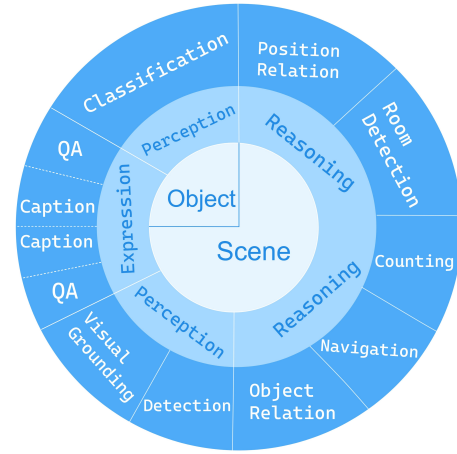 Classification
Position
Relation
Room
Detection
Counting
Navigation
Object
Relation
Detection
Visual
Grounding
QA
Caption
Caption
QA
Perception
Reasoning
Reasoning
Perception
Expression
Object
Scene